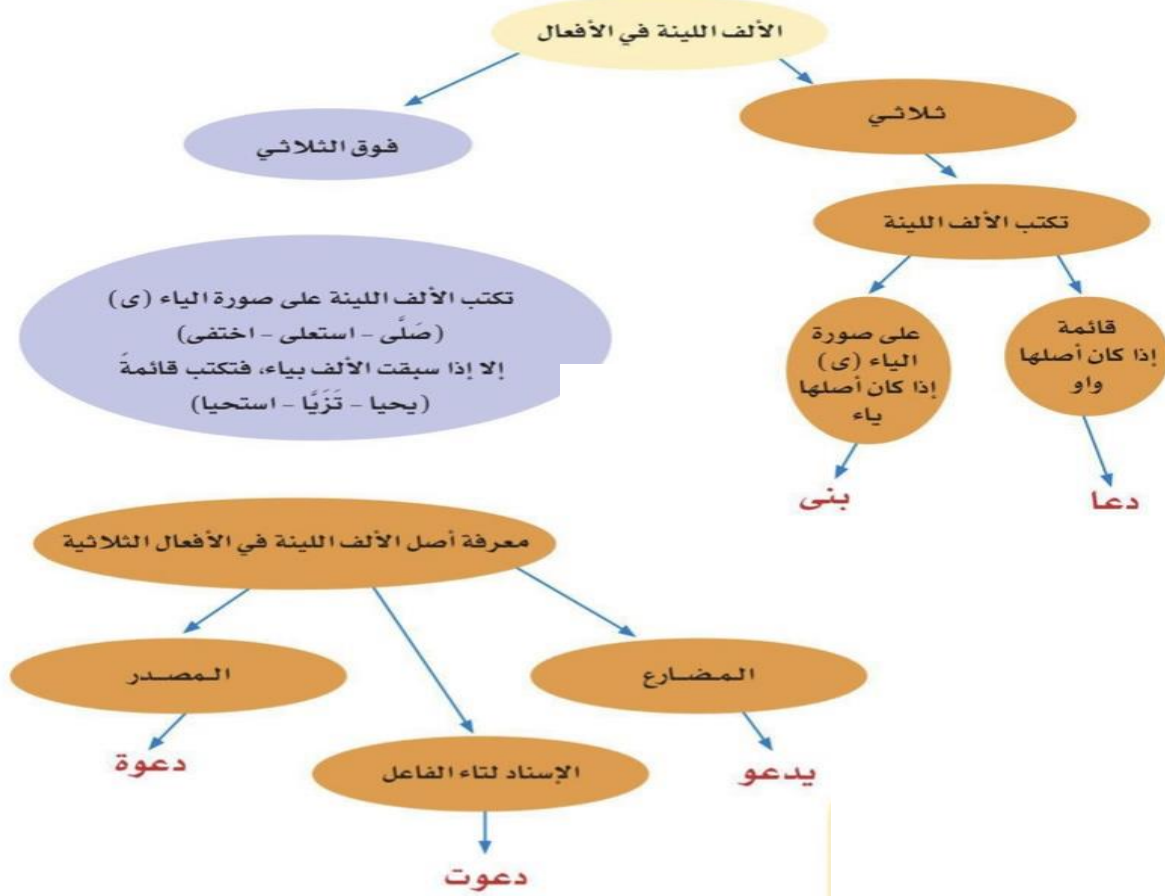 الألف اللينة في الأفعال
ثلاثي
فوق الثلاثي
تكتب الألف اللينة
قائمة
إذا كان أصلها
واو
على صورة
الياء (ى)
إذا كان أصلها
ياء
دعا
بنى
تكتب الألف اللينة على صورة الياء (ى)
(صَلَّى - استعلى - اختفى)
إلا إذا سبقت الألف بياء، فتكتب قائمةً
(يحيا - تَزَيَّا - استحيا)
معرفة أصل الألف اللينة في الأفعال الثلاثية
المضارع
المصدر
الإسناد لتاء الفاعل
يدعو
دعوة
دعوت